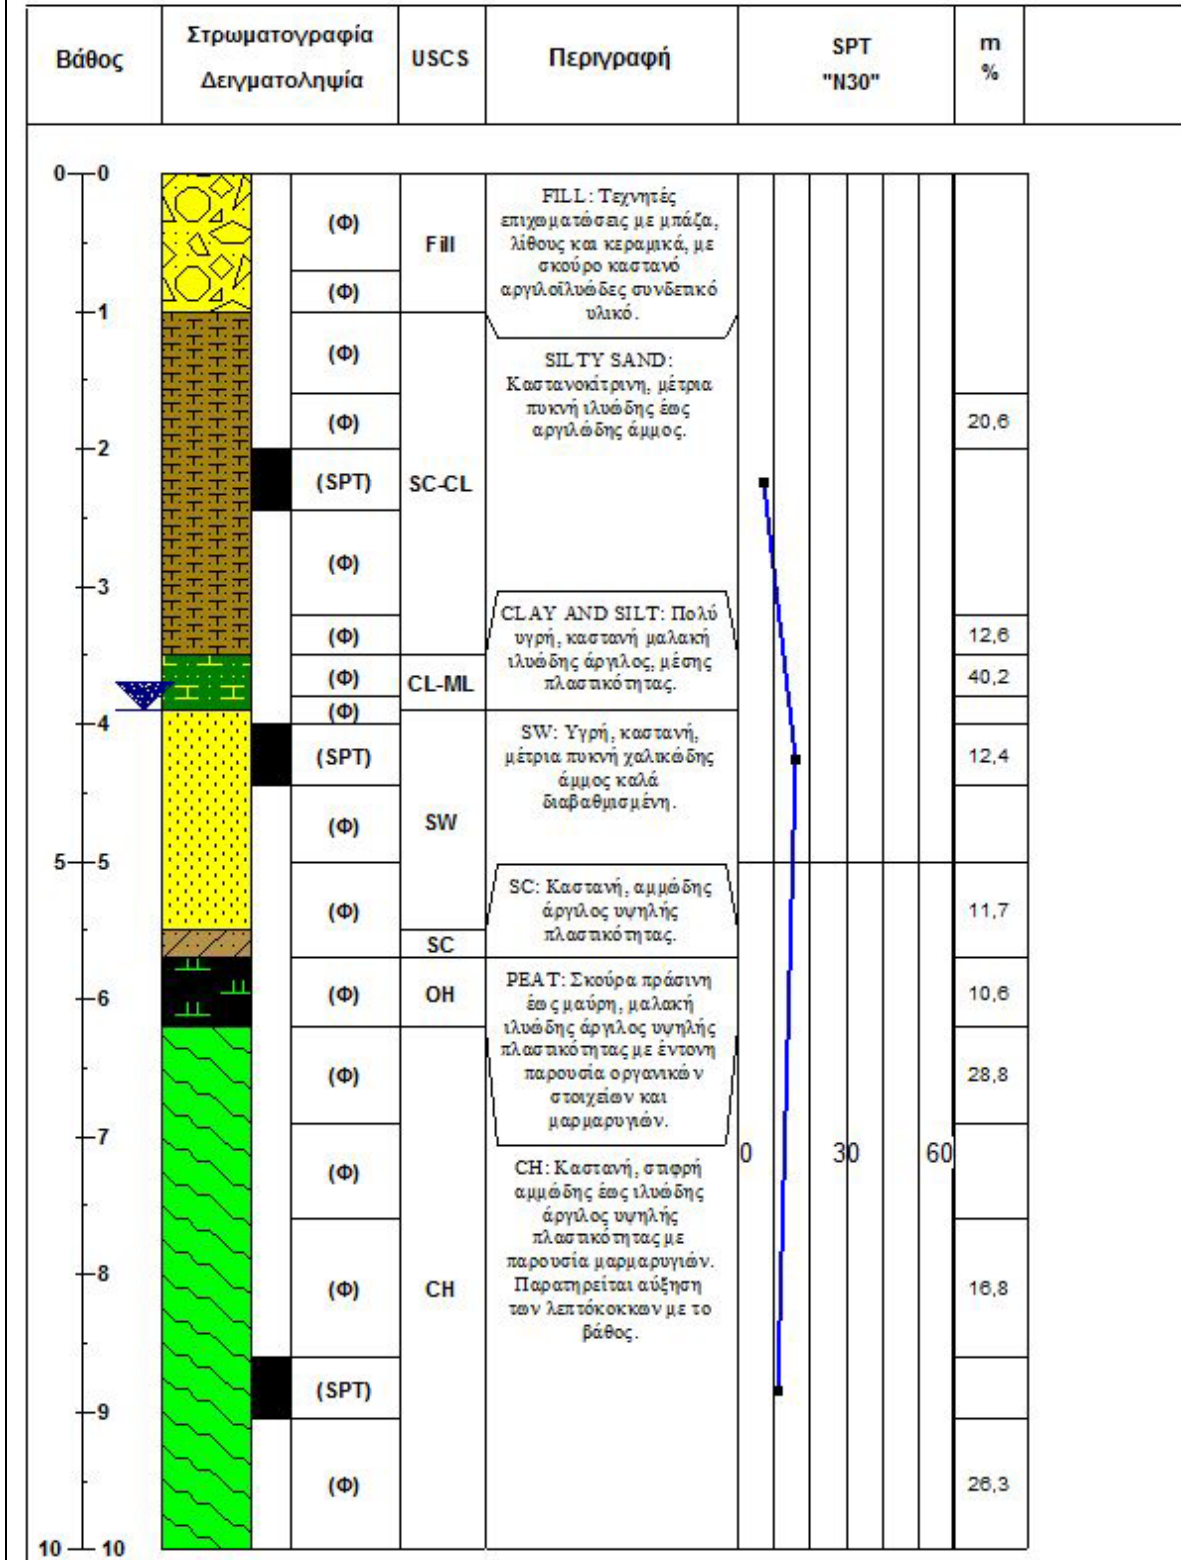 Βάθος
Στρωματογραφία
Δειγματοληψία
USCS
Περιγραφή
SPT
"N30"
m
%
0 0
(Φ)
Fill
FILL: Τεχνητές
επιχωματώσεις με μπάζα,
λίθους και κεραμικά, με
σκούρο καστανό
αργιλοϊλυώδες συνδετικό
υλικό.
(Φ)
1
(Φ)
SILTY SAND:
Καστανοκίτρινη, μέτρια
πυκνή ιλυώδης έως
αργιλώδης άμμος.
(Φ)
20,6
2
(SPT)
SC-CL
(Φ)
3
CLAY AND SILT: Πολύ
υγρή, καστανή μαλακή
ιλυώδης άργιλος, μέσης
πλαστικότητας.
(Φ)
12,6
(Φ)
CL-ML
40,2
(Φ)
4
SW: Υγρή, καστανή,
μέτρια πυκνή χαλικώδης
άμμος καλά
διαβαθμισμένη.
(SPT)
12,4
(Φ)
SW
5 5
SC: Καστανή, αμμώδης
άργιλος υψηλής
πλαστικότητας.
(Φ)
11,7
SC
PEAT: Σκούρα πράσινη
έως μαύρη, μαλακή
ιλυώδης άργιλος υψηλής
πλαστικότητας με έντονη
παρουσία οργανικών
στοιχείων και
μαρμαρυγιών.
6
(Φ)
OH
10,6
(Φ)
28,8
7
0 30 60
(Φ)
CH: Καστανή, στιφρή
αμμώδης έως ιλυώδης
άργιλος υψηλής
πλαστικότητας με
παρουσία μαρμαρυγιών.
Παρατηρείται αύξηση
των λεπτόκοκκων με το
βάθος.
8
(Φ)
CH
16,8
(SPT)
9
(Φ)
26,3
10 10